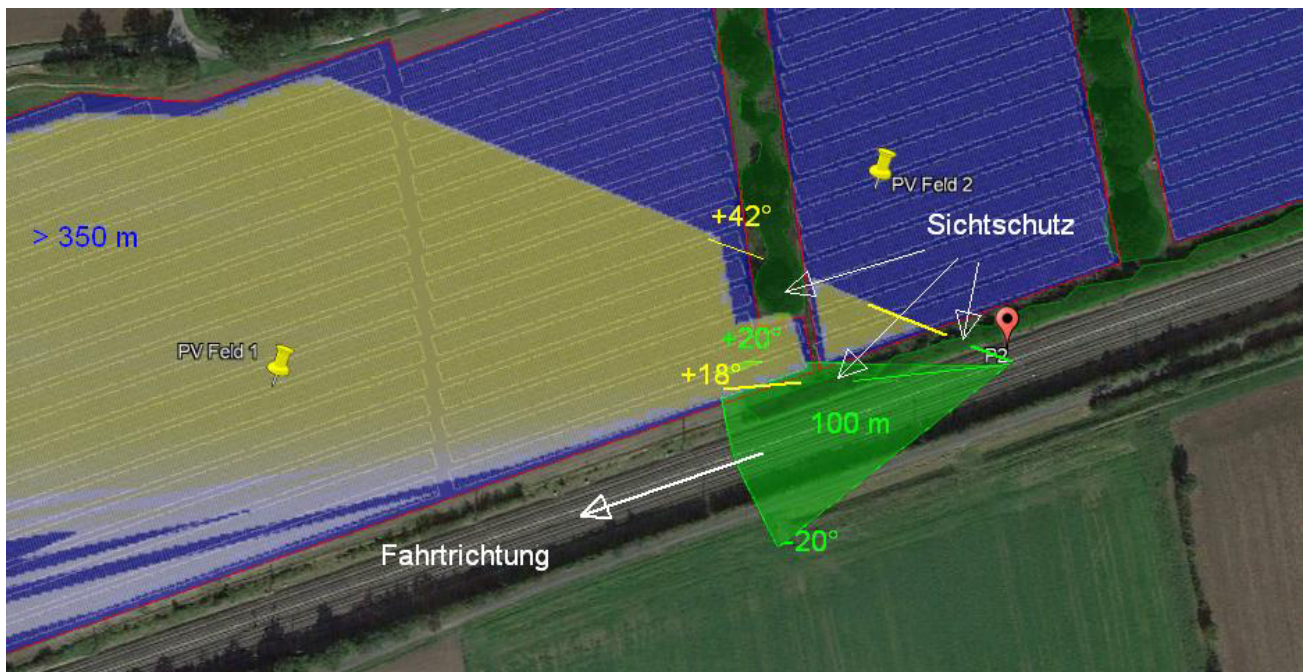 PV Feld 2
+42°
Sichtschutz
> 350 m
+20°
PV Feld 1
P2
+18°
100 m
Fahrtrichtung
-20°